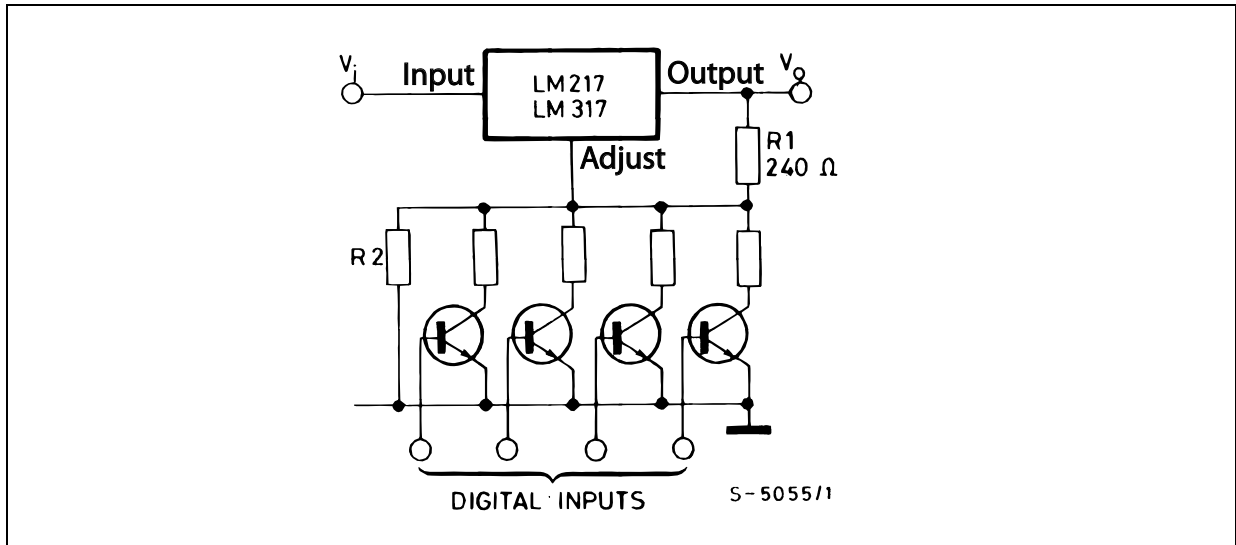 Vi
Input
LM217
LM317
Output
Vo
Adjust
R1
240 Ω
R2
DIGITAL INPUTS
S-5055/1